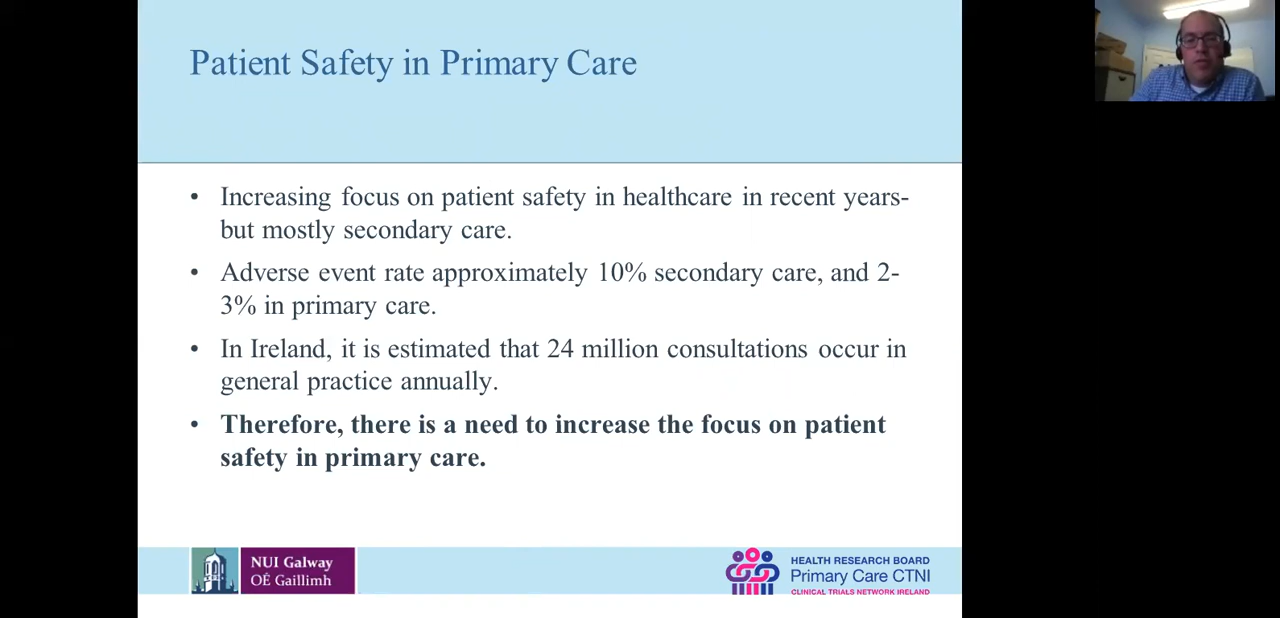 Patient Safety in Primary Care
• Increasing focus on patient safety in healthcare in recent years-
but mostly secondary care.
• Adverse event rate approximately 10% secondary care, and 2-
3% in primary care.
• In Ireland, it is estimated that 24 million consultations occur in
general practice annually.
• Therefore, there is a need to increase the focus on patient
safety in primary care.
NUI Galway
OÉ Gaillimh
HEALTH RESEARCH BOARD
Primary Care CTNI
CLINICAL TRIALS NETWORK IRELAND